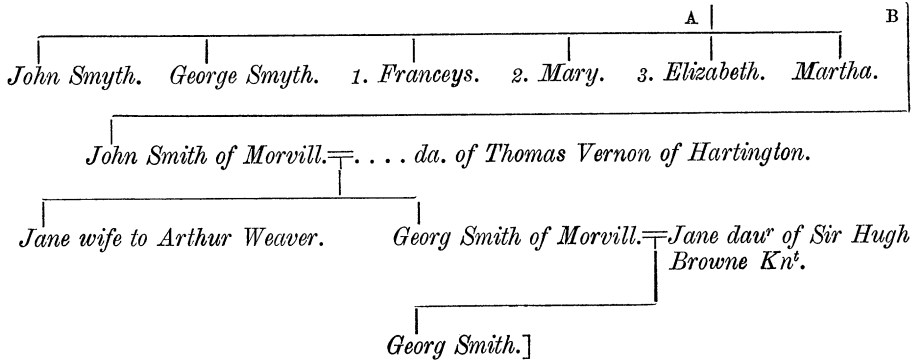 A B
John Smyth. George Smyth. 1. Franceys. 2. Mary. 3. Elizabeth. Martha.
John Smith of Morvill.=. . . . da. of Thomas Vernon of Hartington.
Jane wife to Arthur Weaver. Georg Smith of Morvill.=Jane dauʳ of Sir Hugh
Browne Knᵗ.
Georg Smith.]